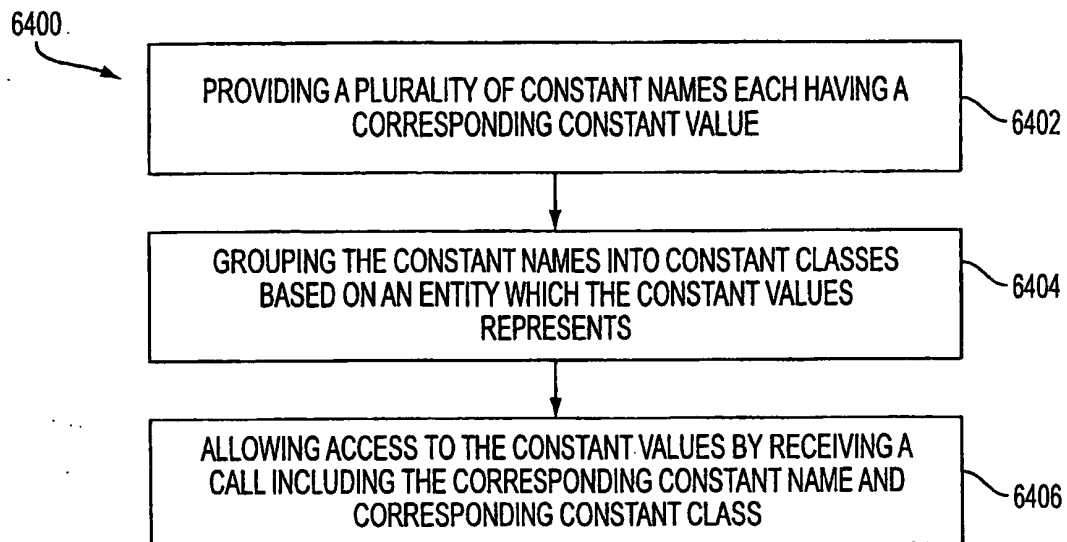 6400
PROVIDING A PLURALITY OF CONSTANT NAMES EACH HAVING A
CORRESPONDING CONSTANT VALUE
6402
GROUPING THE CONSTANT NAMES INTO CONSTANT CLASSES
BASED ON AN ENTITY WHICH THE CONSTANT VALUES
REPRESENTS
6404
ALLOWING ACCESS TO THE CONSTANT VALUES BY RECEIVING A
CALL INCLUDING THE CORRESPONDING CONSTANT NAME AND
CORRESPONDING CONSTANT CLASS
6406